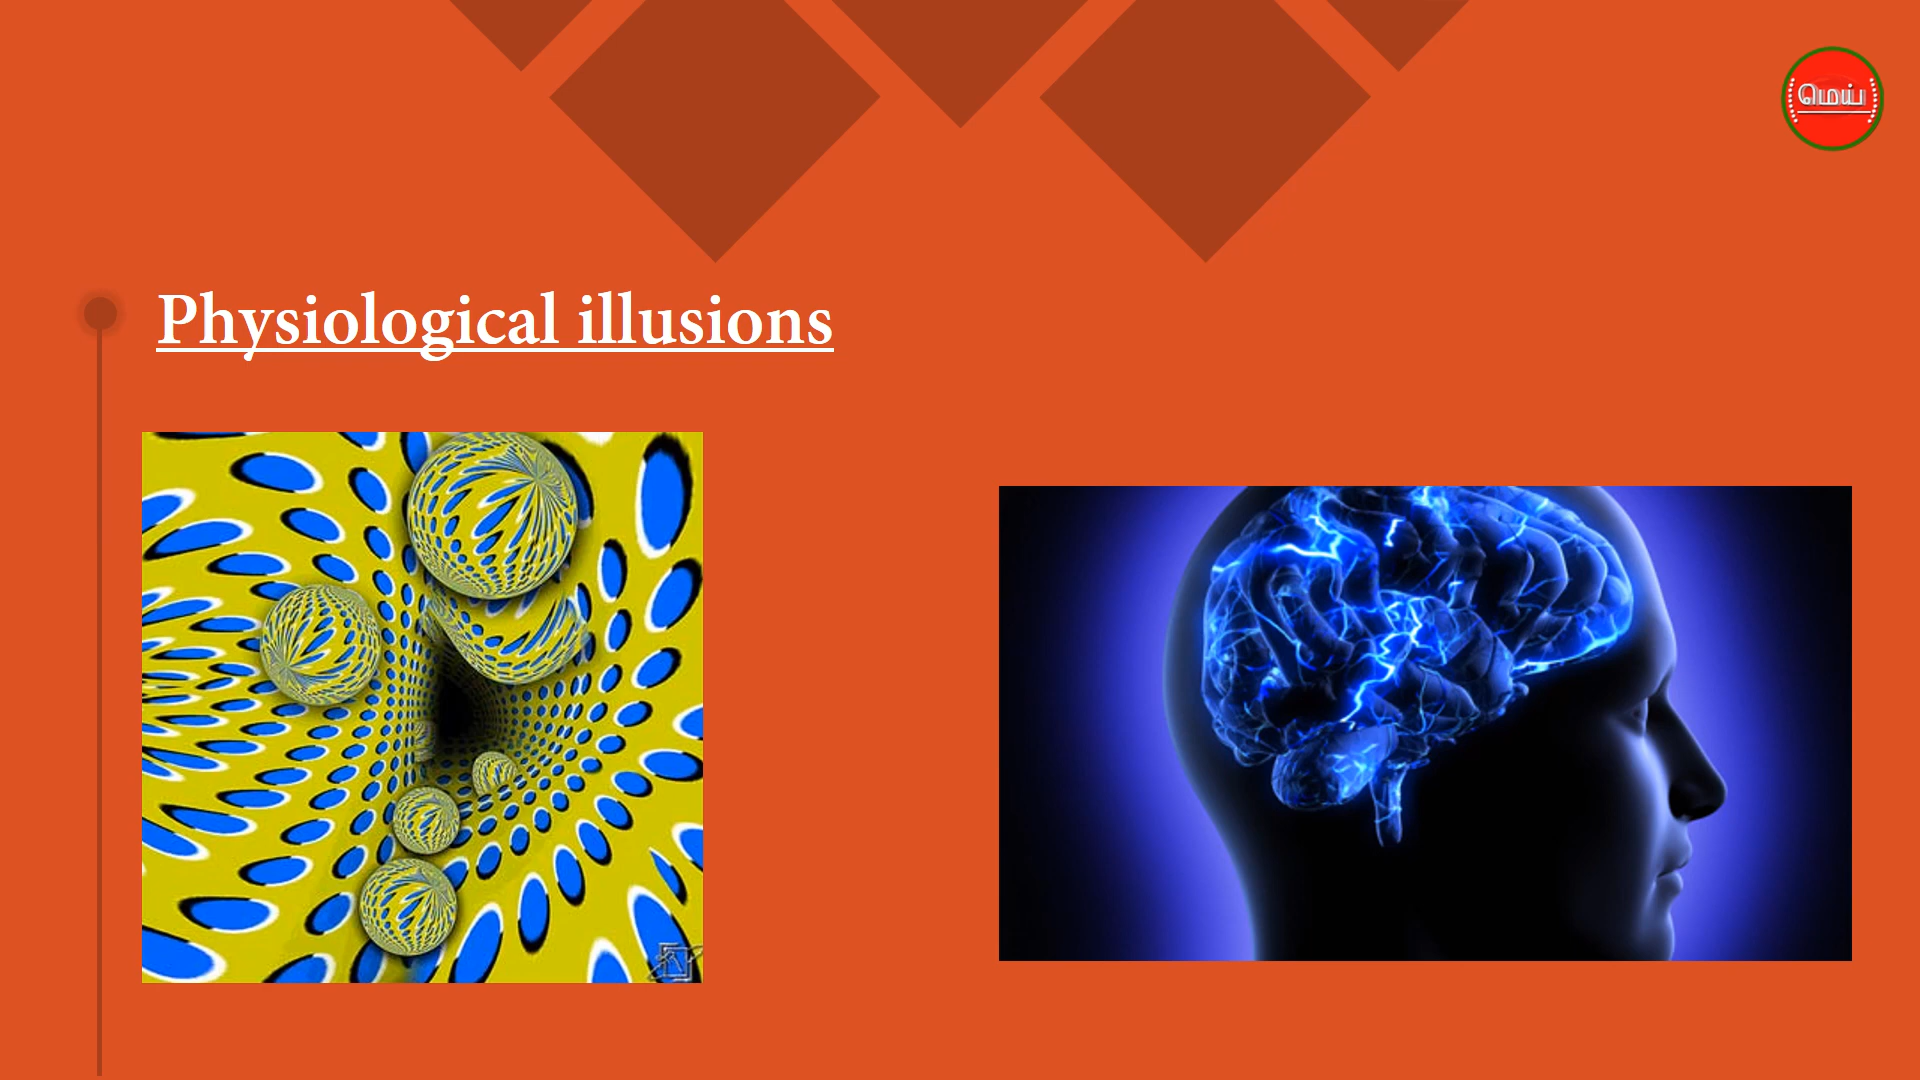 மெய்
Physiological illusions